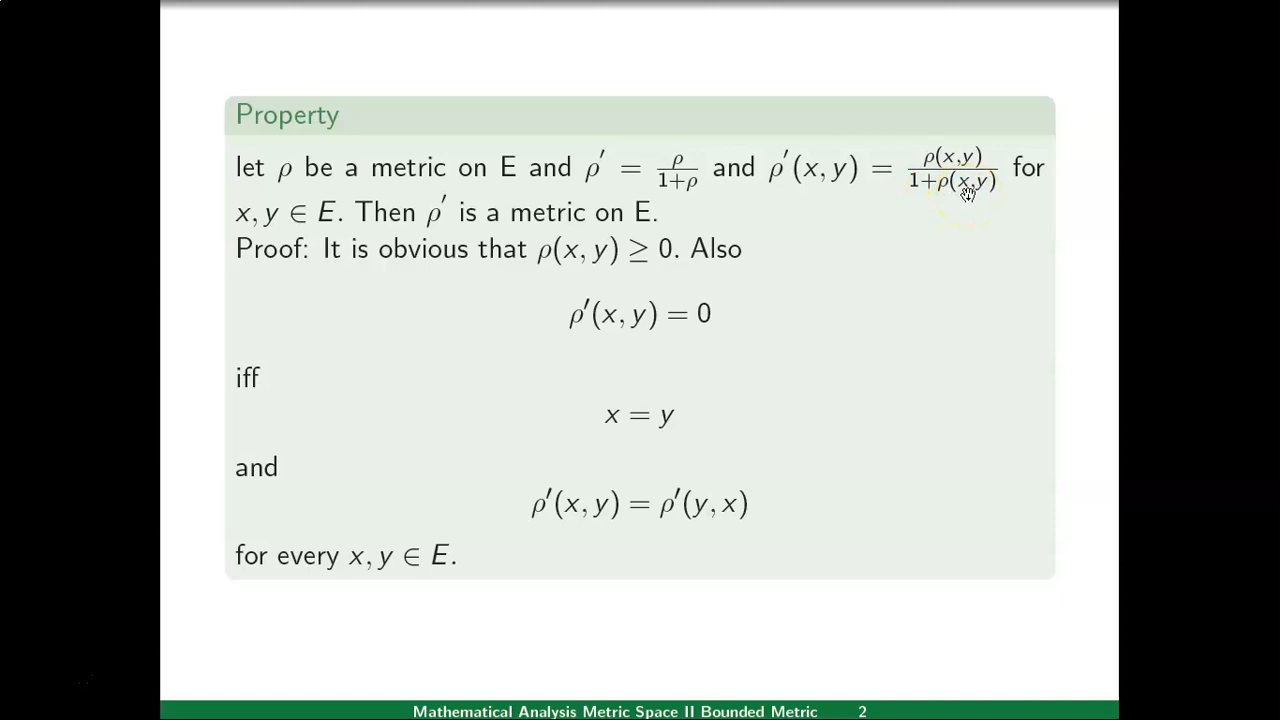 Property
let ρ be a metric on E and ρ′ = ρ/1+ρ and ρ′(x, y) = ρ(x,y)/1+ρ(x,y) for
x, y ∈ E. Then ρ′ is a metric on E.
Proof: It is obvious that ρ(x, y) ≥ 0. Also
ρ′(x, y) = 0
iff
x = y
and
ρ′(x, y) = ρ′(y, x)
for every x, y ∈ E.
Mathematical Analysis Metric Space II Bounded Metric 2